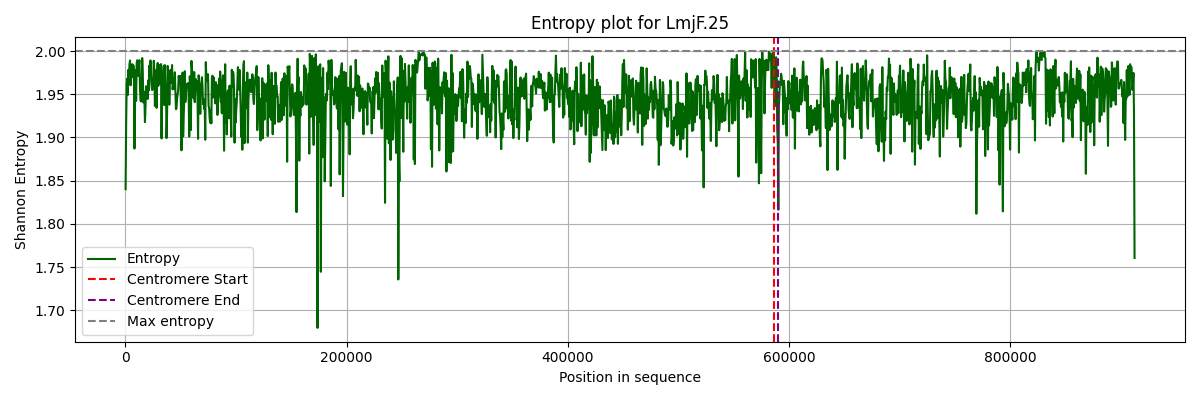 Entropy plot for LmjF.25
Shannon Entropy
2.00
1.95
1.90
1.85
1.80
1.75
1.70
Entropy
Centromere Start
Centromere End
Max entropy
0
200000
400000
600000
800000
Position in sequence